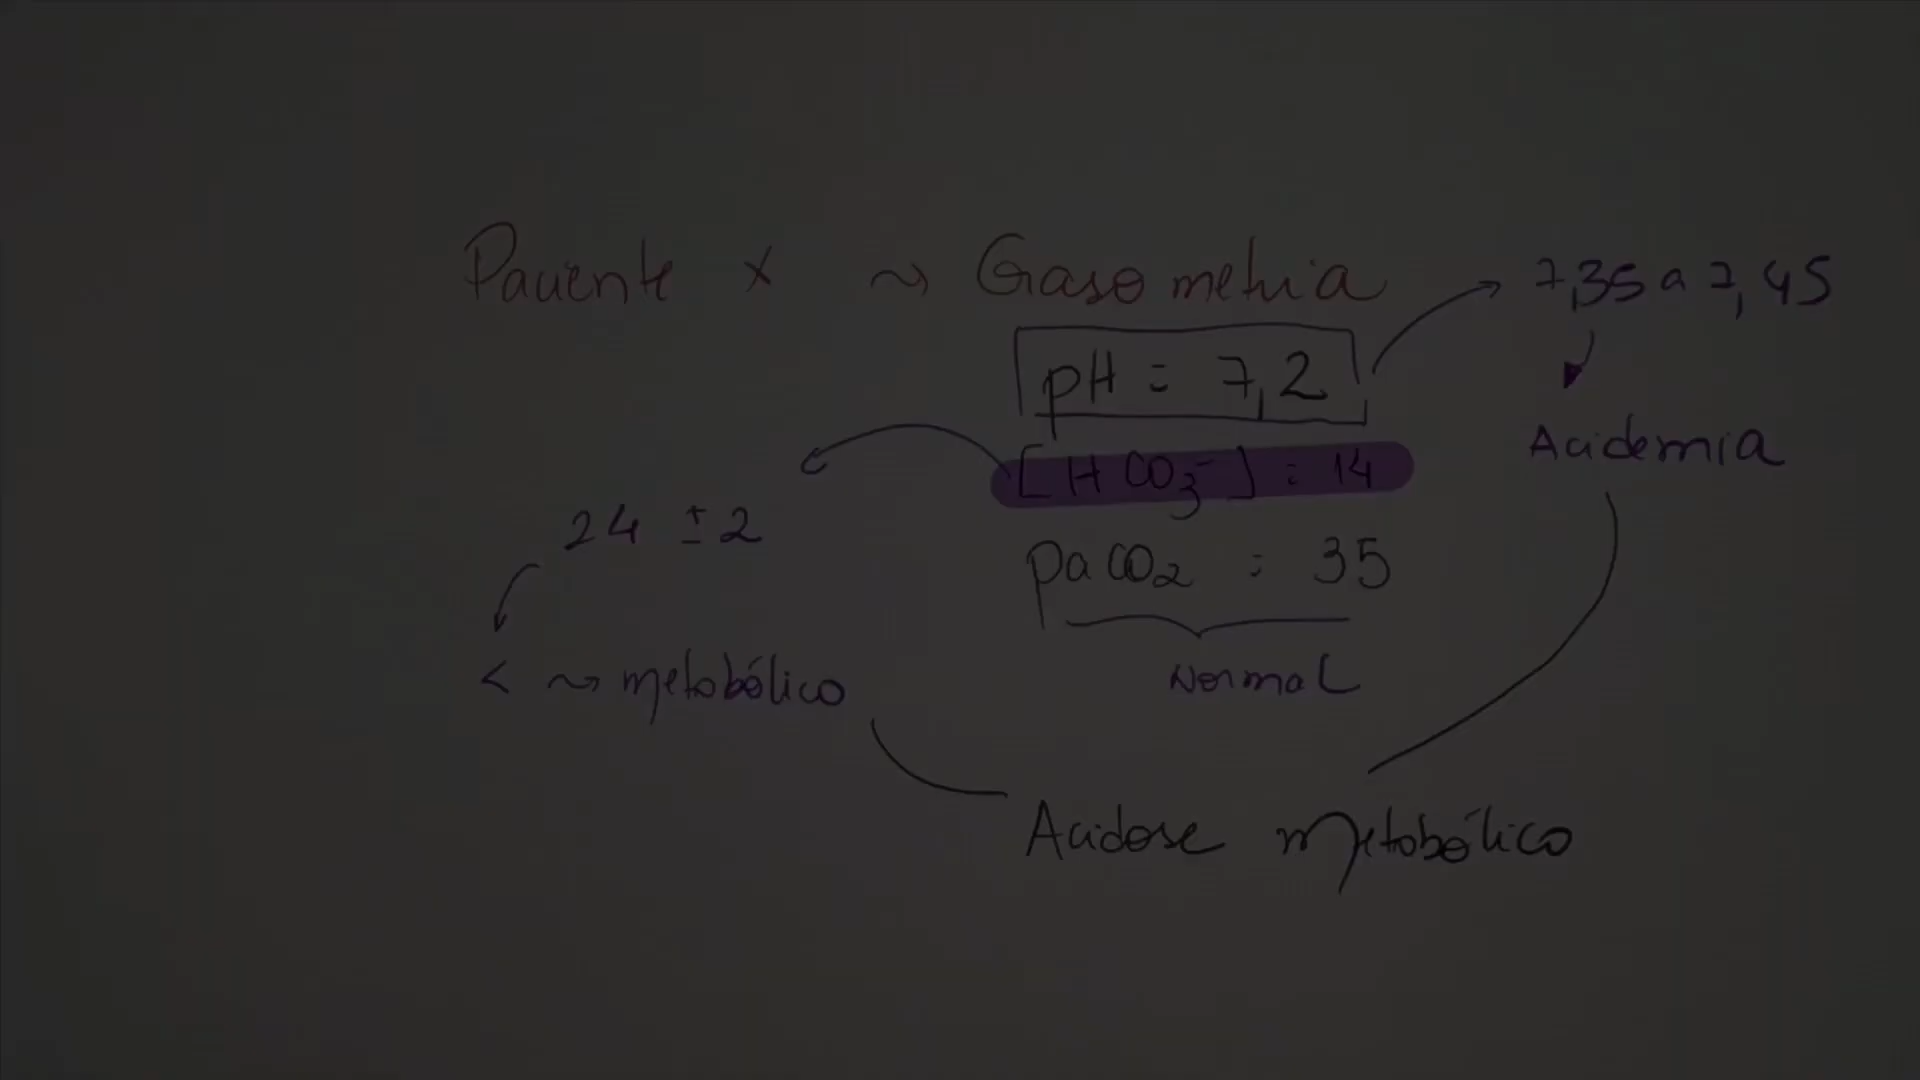 Paciente x ~> Gasometria → 7,35 a 7,45
pH = 7,2
Acidemia
[HCO3-] : 14
24 ± 2
paCO2 : 35
< ~> metabólico
Normal
Acidose metabólico